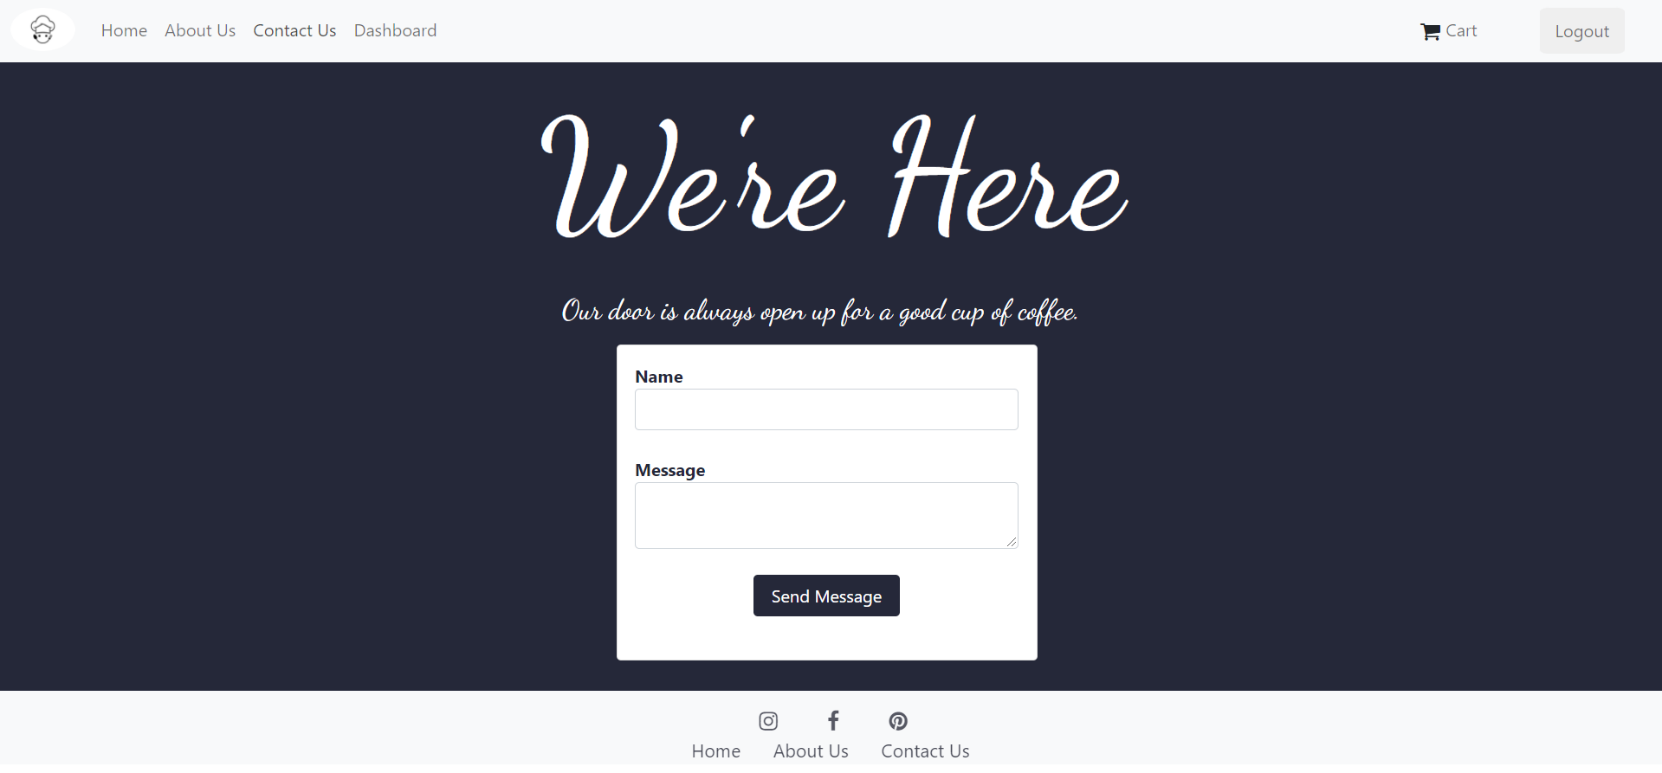 Home About Us Contact Us Dashboard Cart Logout
We're Here
Our door is always open up for a good cup of coffee.
Name
Message
Send Message
Home About Us Contact Us